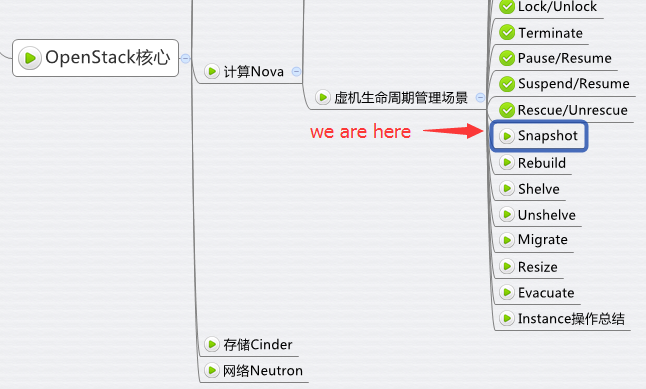 Lock/Unlock
Terminate
OpenStack核心
Pause/Resume
计算Nova
Suspend/Resume
虚机生命周期管理场景
Rescue/Unrescue
we are here
Snapshot
Rebuild
Shelve
Unshelve
Migrate
Resize
Evacuate
Instance操作总结
存储Cinder
网络Neutron